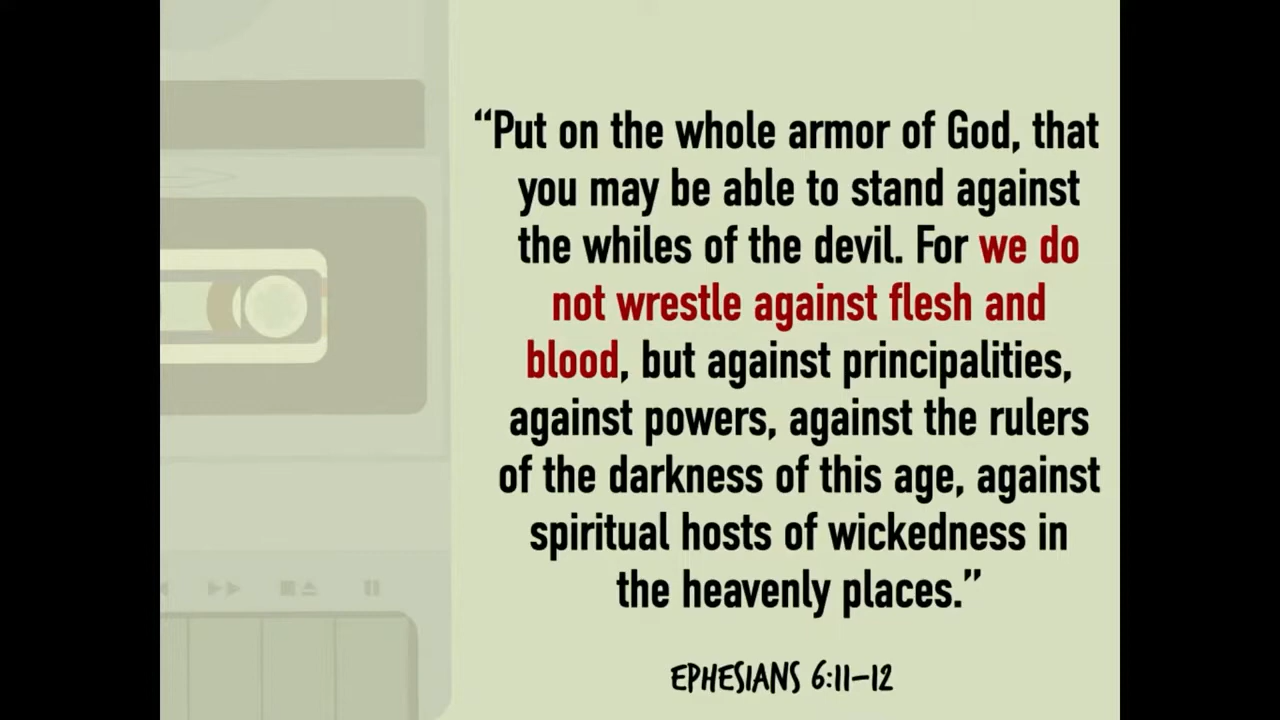 “Put on the whole armor of God, that
you may be able to stand against
the whiles of the devil. For we do
not wrestle against flesh and
blood, but against principalities,
against powers, against the rulers
of the darkness of this age, against
spiritual hosts of wickedness in
the heavenly places.”
EPHESIANS 6:11–12